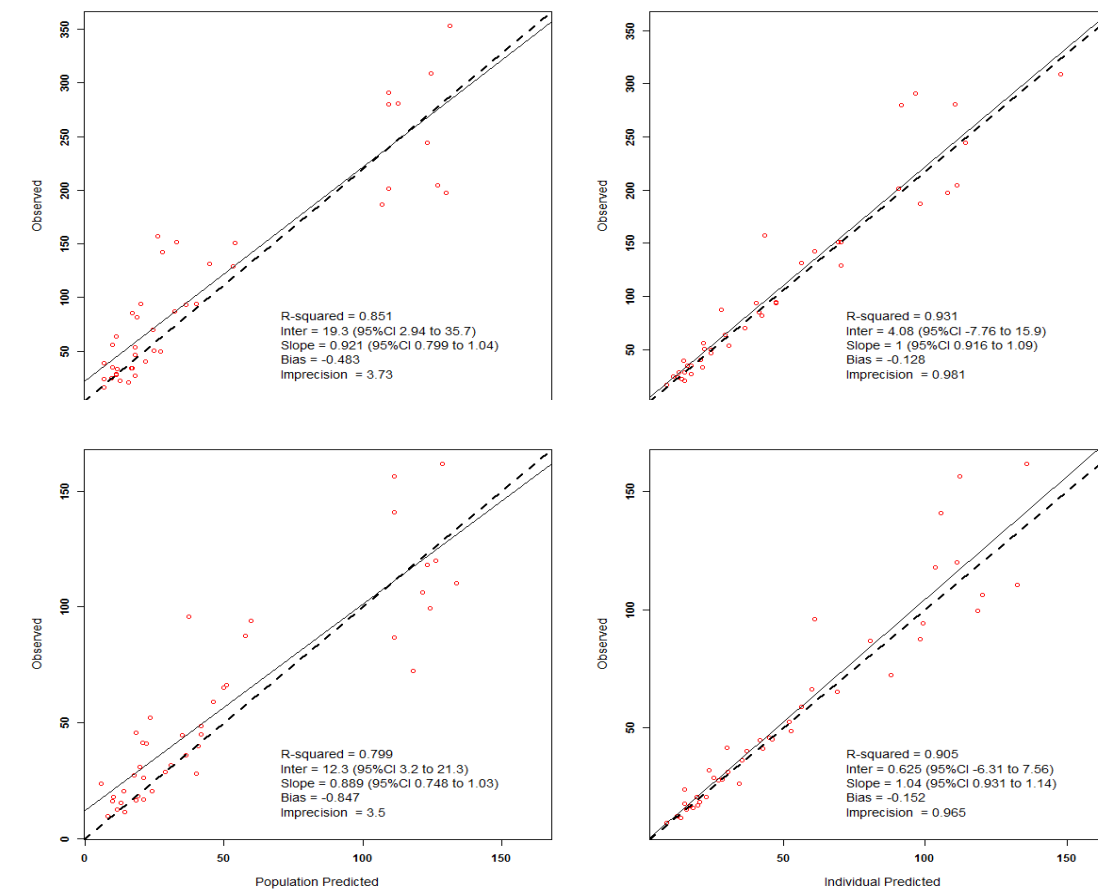 350
300
250
200
150
100
50
Observed
R-squared = 0.851
Inter = 19.3 (95%CI 2.94 to 35.7)
Slope = 0.921 (95%CI 0.799 to 1.04)
Bias = -0.483
Imprecision = 3.73
350
300
250
200
150
100
50
Observed
R-squared = 0.931
Inter = 4.08 (95%CI -7.76 to 15.9)
Slope = 1 (95%CI 0.916 to 1.09)
Bias = -0.128
Imprecision = 0.981
150
100
50
0
Observed
R-squared = 0.799
Inter = 12.3 (95%CI 3.2 to 21.3)
Slope = 0.889 (95%CI 0.748 to 1.03)
Bias = -0.847
Imprecision = 3.5
0 50 100 150
Population Predicted
150
100
50
Observed
R-squared = 0.905
Inter = 0.625 (95%CI -6.31 to 7.56)
Slope = 1.04 (95%CI 0.931 to 1.14)
Bias = -0.152
Imprecision = 0.965
50 100 150
Individual Predicted